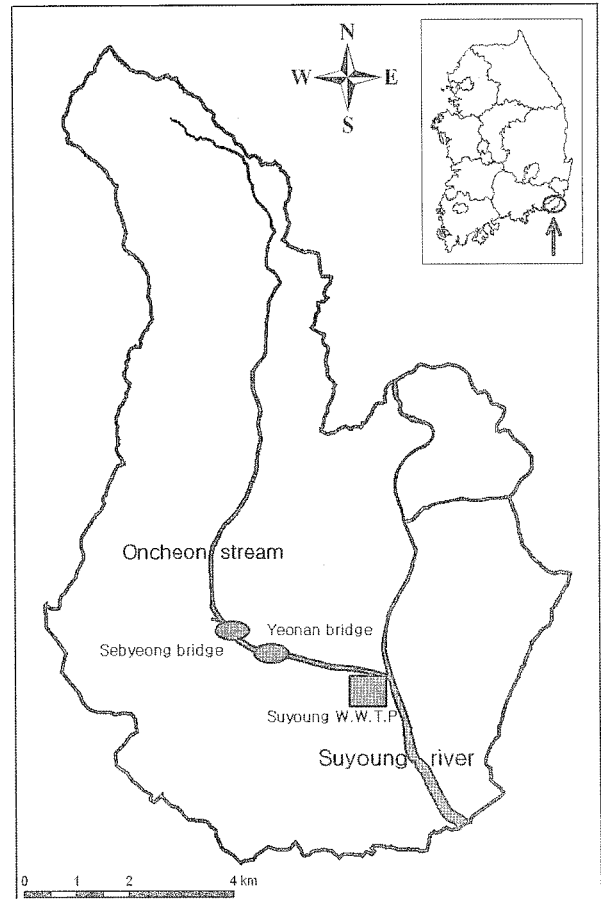 N
W E
S
Oncheon stream
Yeonan bridge
Sebyeong bridge
Suyoung W.W.T.P
Suyoung river
0 1 2 4 km